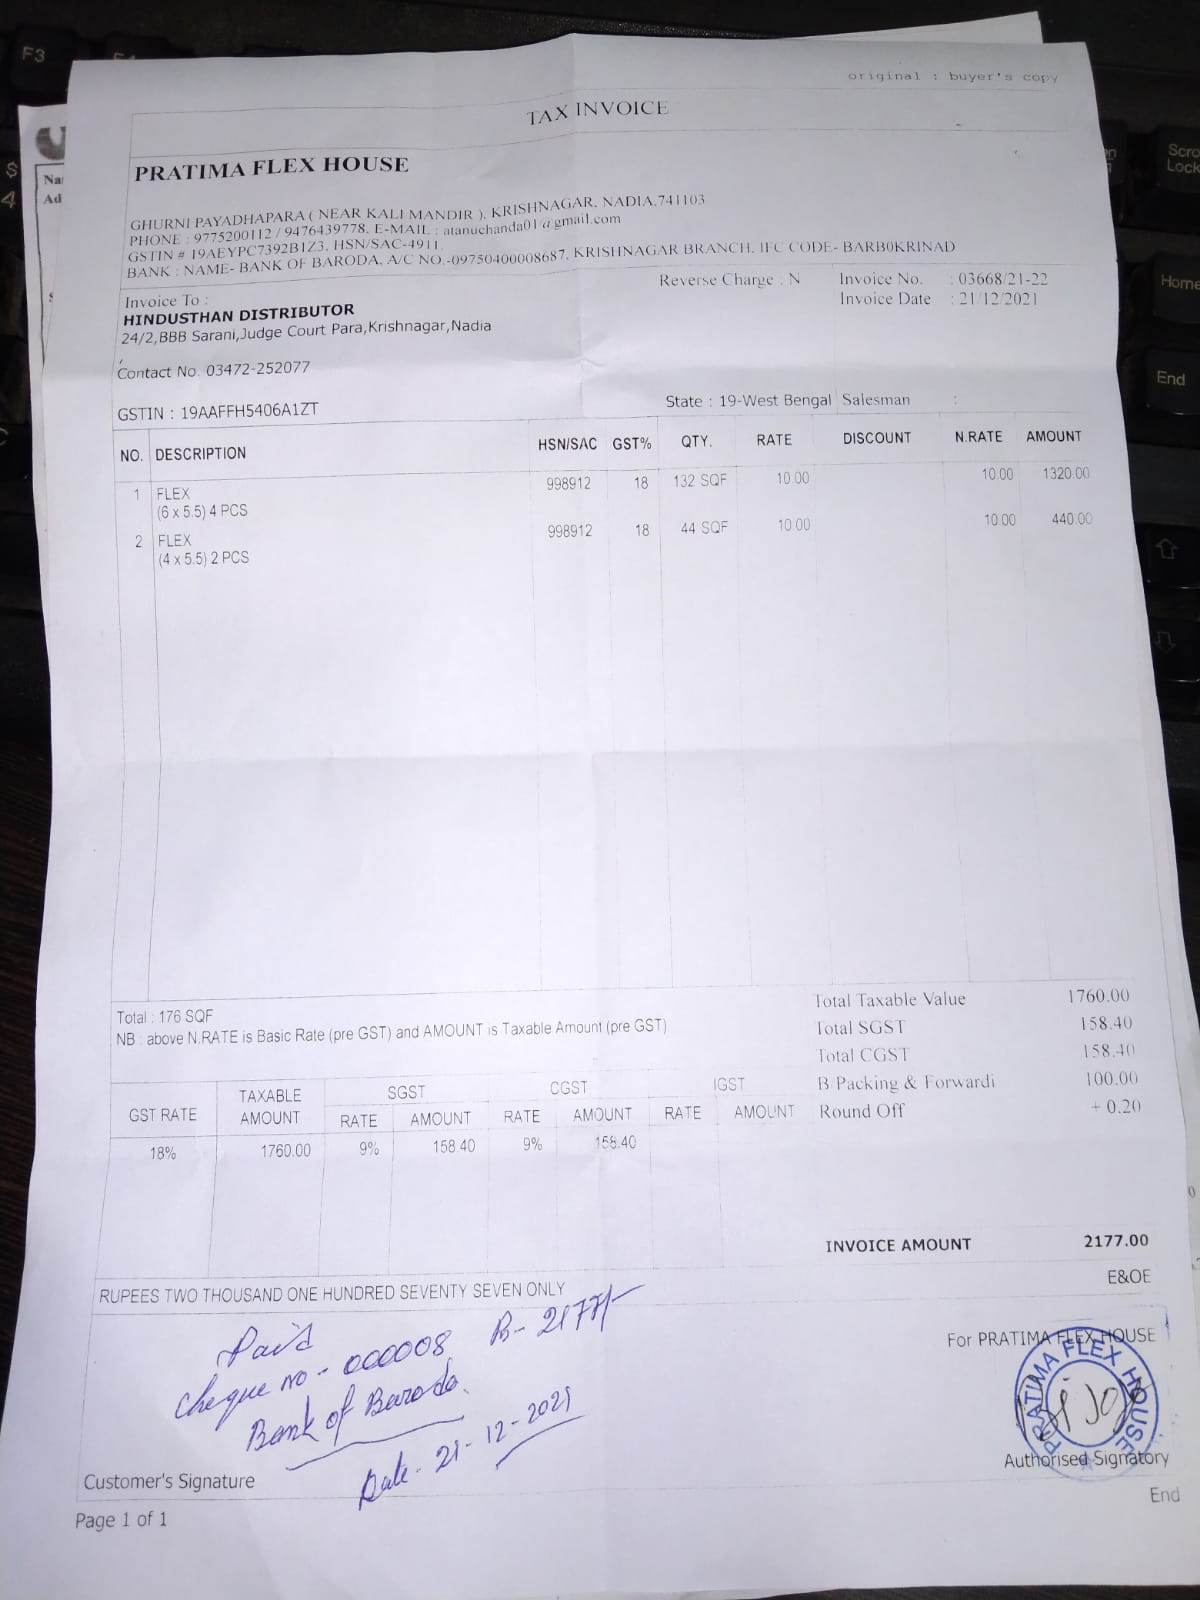 original : buyer's copy
TAX INVOICE
PRATIMA FLEX HOUSE
GHURNI PAYADHAPARA ( NEAR KALI MANDIR ), KRISHNAGAR, NADIA,741103
PHONE : 9775200112 / 9476439778, E-MAIL : atanuchanda01@gmail.com
GSTIN # 19AEYPC7392B1Z3, HSN/SAC-4911,
BANK : NAME- BANK OF BARODA, A/C NO.-09750400008687, KRISHNAGAR BRANCH, IFC CODE- BARB0KRINAD
Invoice To :
HINDUSTHAN DISTRIBUTOR
24/2,BBB Sarani,Judge Court Para,Krishnagar,Nadia
,
Contact No. 03472-252077
GSTIN : 19AAFFH5406A1ZT
Reverse Charge : N
Invoice No. : 03668/21-22
Invoice Date : 21/12/2021
State : 19-West Bengal Salesman :
NO. DESCRIPTION HSN/SAC GST% QTY. RATE DISCOUNT N.RATE AMOUNT
1 FLEX 998912 18 132 SQF 10.00 10.00 1320.00
(6 x 5.5) 4 PCS
2 FLEX 998912 18 44 SQF 10.00 10.00 440.00
(4 x 5.5) 2 PCS
Total : 176 SQF
NB : above N.RATE is Basic Rate (pre GST) and AMOUNT is Taxable Amount (pre GST)
Total Taxable Value 1760.00
Total SGST 158.40
Total CGST 158.40
B Packing & Forwardi 100.00
Round Off + 0.20
GST RATE TAXABLE AMOUNT SGST CGST IGST
RATE AMOUNT RATE AMOUNT RATE AMOUNT
18% 1760.00 9% 158.40 9% 158.40
INVOICE AMOUNT 2177.00
RUPEES TWO THOUSAND ONE HUNDRED SEVENTY SEVEN ONLY
E&OE
Paid
Cheque no - 000008 B- 2177/-
Bank of Baroda.
Date - 21-12-2021
For PRATIMA FLEX HOUSE
PRATIMA FLEX HOUSE
Authorised Signatory
Customer's Signature
End
Page 1 of 1
F3
F4
$
4
Na
Ad
Scro
Lock
Home
End